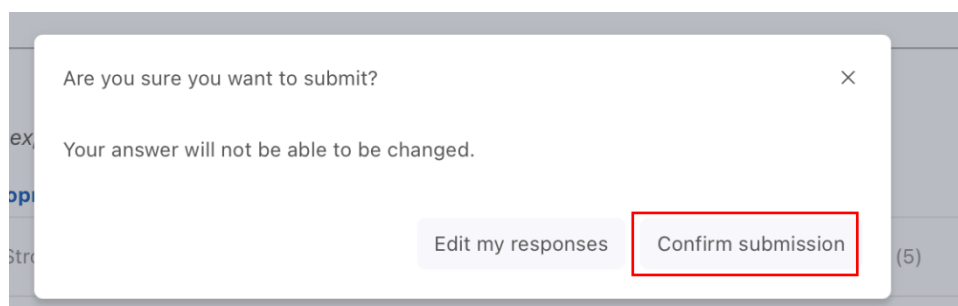 Are you sure you want to submit?
Your answer will not be able to be changed.
Edit my responses Confirm submission
(5)